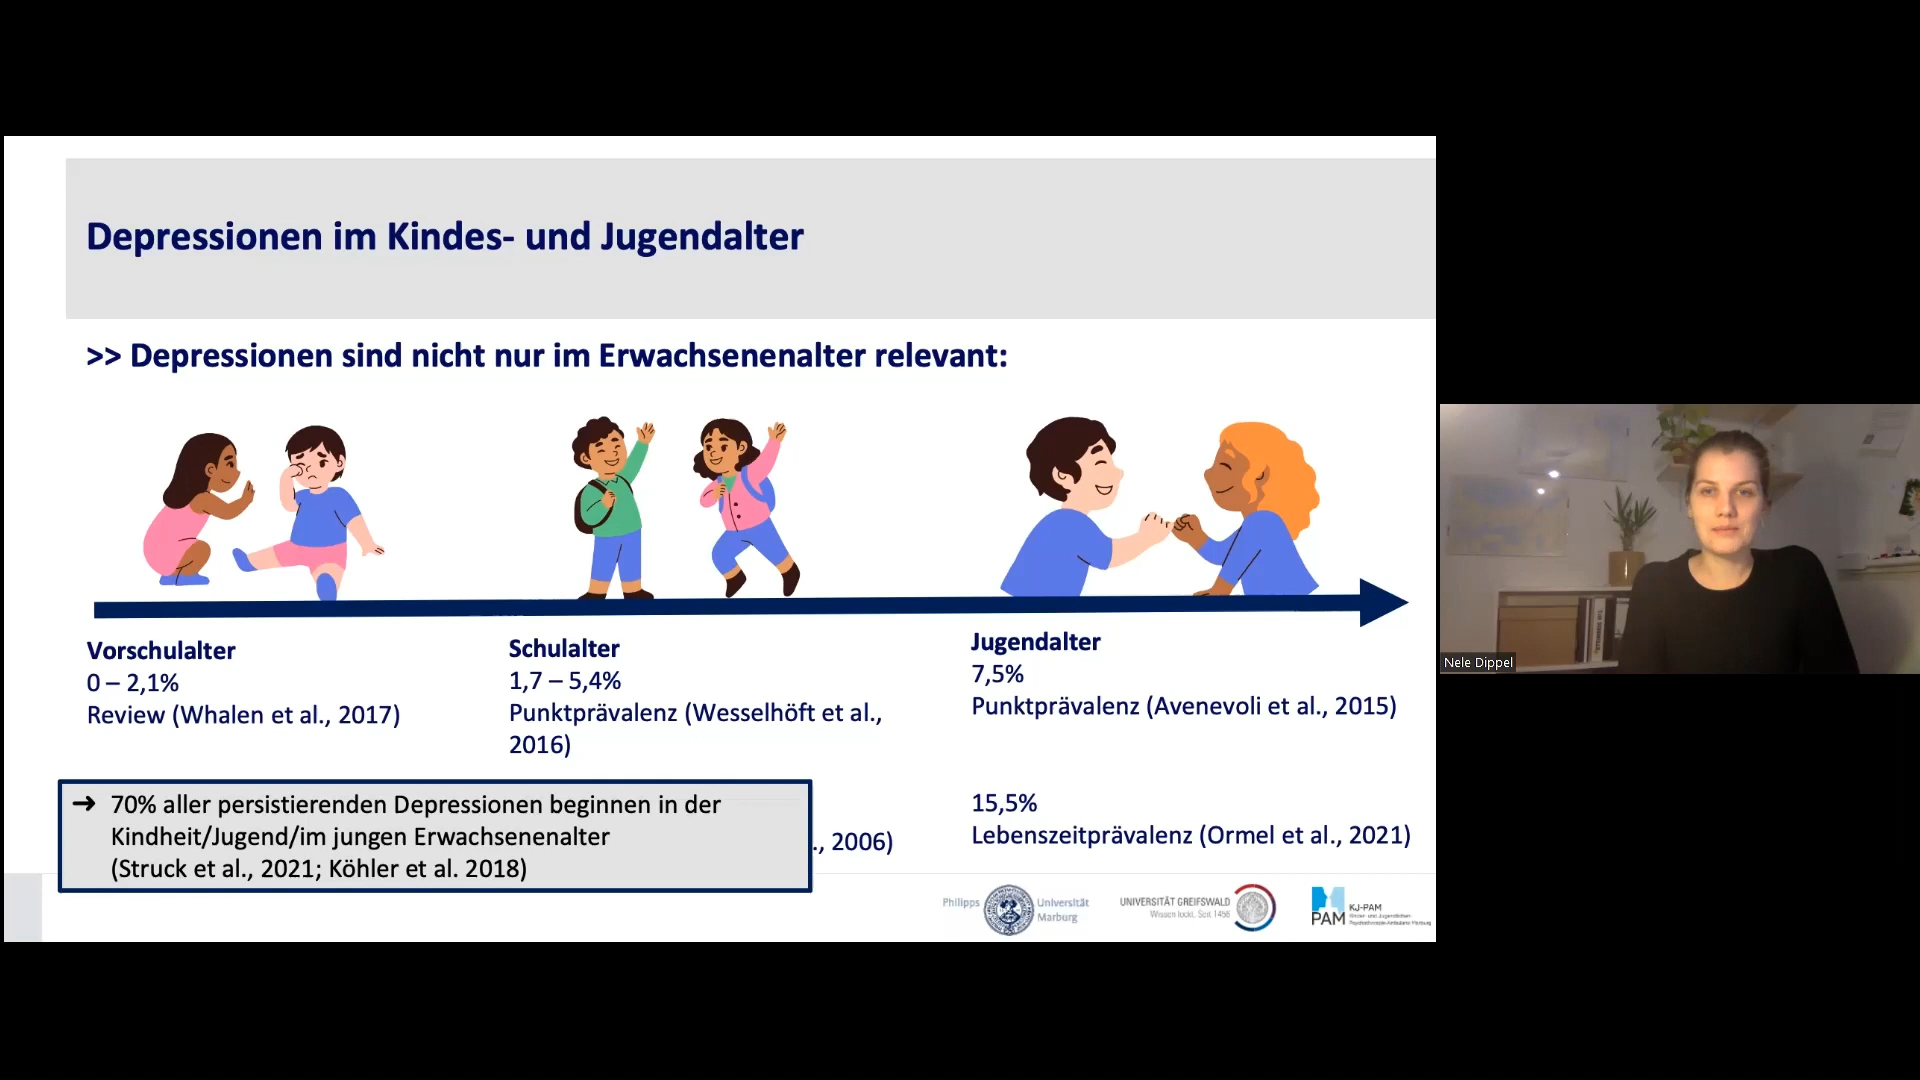 Depressionen im Kindes- und Jugendalter
>> Depressionen sind nicht nur im Erwachsenenalter relevant:
Vorschulalter
0 – 2,1%
Review (Whalen et al., 2017)
Schulalter
1,7 – 5,4%
Punktprävalenz (Wesselhöft et al.,
2016)
Jugendalter
7,5%
Punktprävalenz (Avenevoli et al., 2015)
15,5%
Lebenszeitprävalenz (Ormel et al., 2021)
➔ 70% aller persistierenden Depressionen beginnen in der
Kindheit/Jugend/im jungen Erwachsenenalter
(Struck et al., 2021; Köhler et al. 2018)
., 2006)
Philipps Universität
Marburg
UNIVERSITÄT GREIFSWALD
Wissen lockt. Seit 1456
PAM
KJ-PAM
Nele Dippel